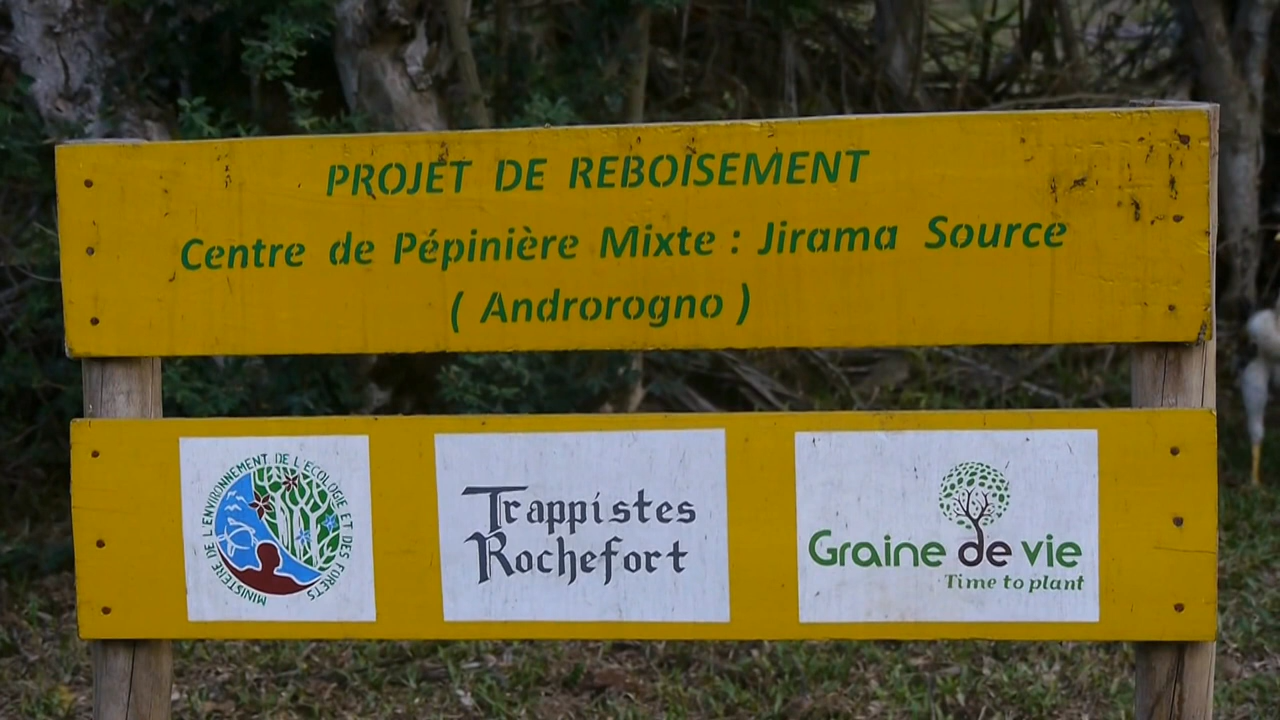 PROJET DE REBOISEMENT
Centre de Pépinière Mixte : Jirama Source
( Androrogno )
MINISTERE DE L'ENVIRONNEMENT DE L'ECOLOGIE ET DES FORETS
Trappistes
Rochefort
Graine de vie
Time to plant